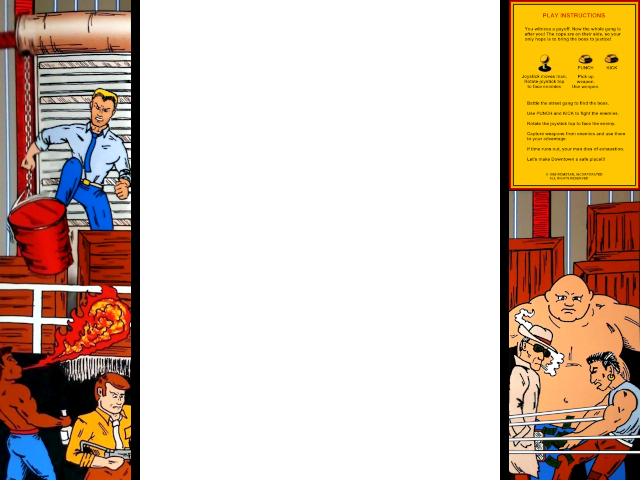 PLAY INSTRUCTIONS
You witness a payoff. Now the whole gang is
after you! The cops are on their side, so your
only hope is to bring the boss to justice!
PUNCH
KICK
Joystick moves man.
Rotate joystick top
to face enemies
Pick up
weapon.
Use weapon.
Battle the street gang to find the boss.
Use PUNCH and KICK to fight the enemies.
Rotate the joystick top to face the enemy.
Capture weapons from enemies and use them
to your advantage.
If time runs out, your man dies of exhaustion.
Let's make Downtown a safe place!!!
INCORPORATED
ALL RIGHTS RESERVED